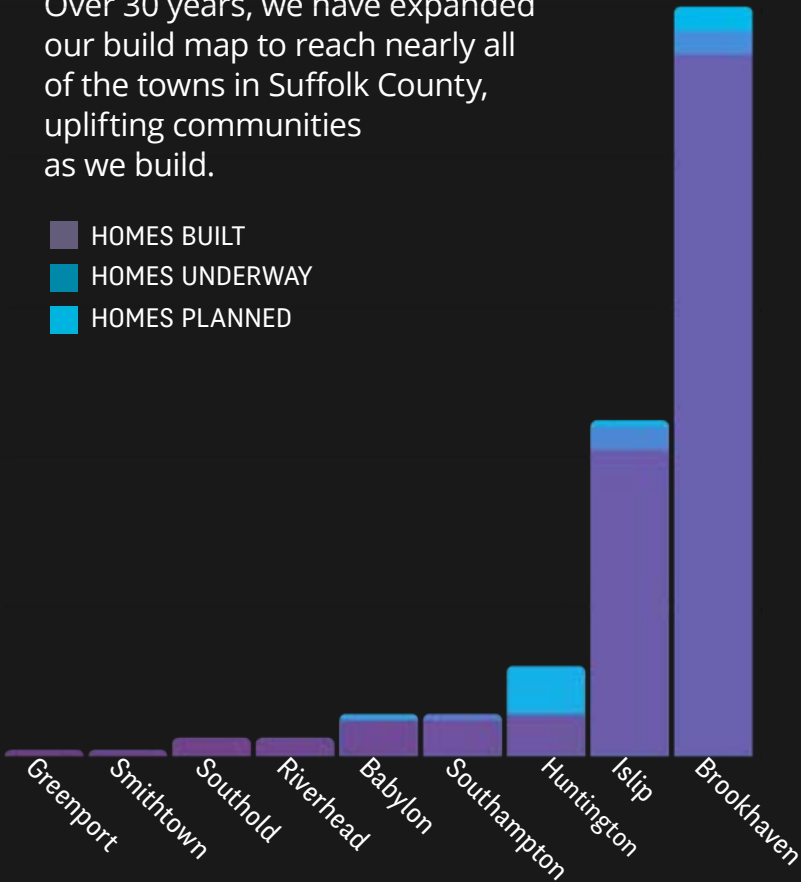 Over 30 years, we have expanded
our build map to reach nearly all
of the towns in Suffolk County,
uplifting communities
as we build.
HOMES BUILT
HOMES UNDERWAY
HOMES PLANNED
Greenport
Smithtown
Southold
Riverhead
Babylon
Southampton
Huntington
Islip
Brookhaven